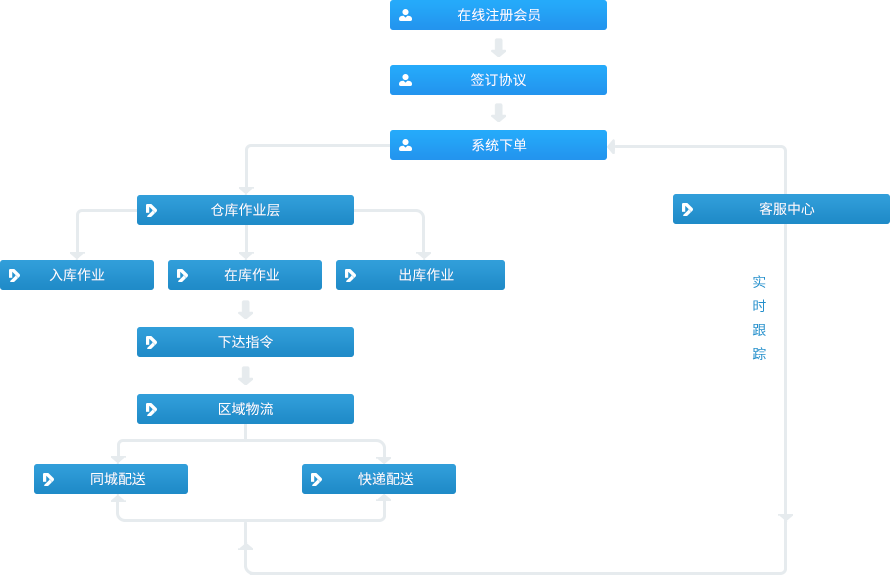 在线注册会员
签订协议
系统下单
仓库作业层
客服中心
入库作业
在库作业
出库作业
实时跟踪
下达指令
区域物流
同城配送
快递配送